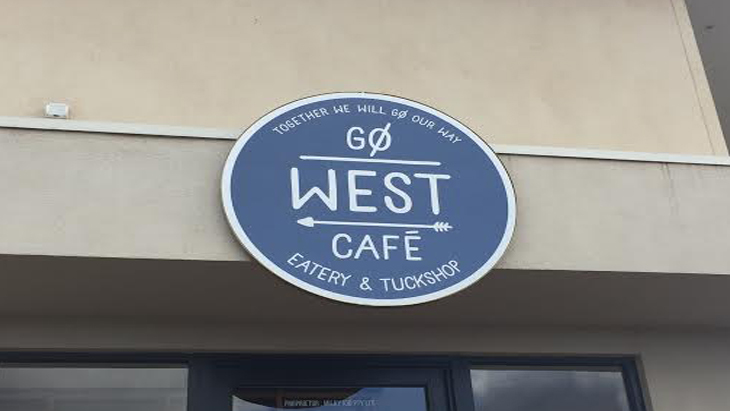 TOGETHER WE WILL GØ OUR WAY
GØ
WEST
CAFÉ
EATERY & TUCKSHOP